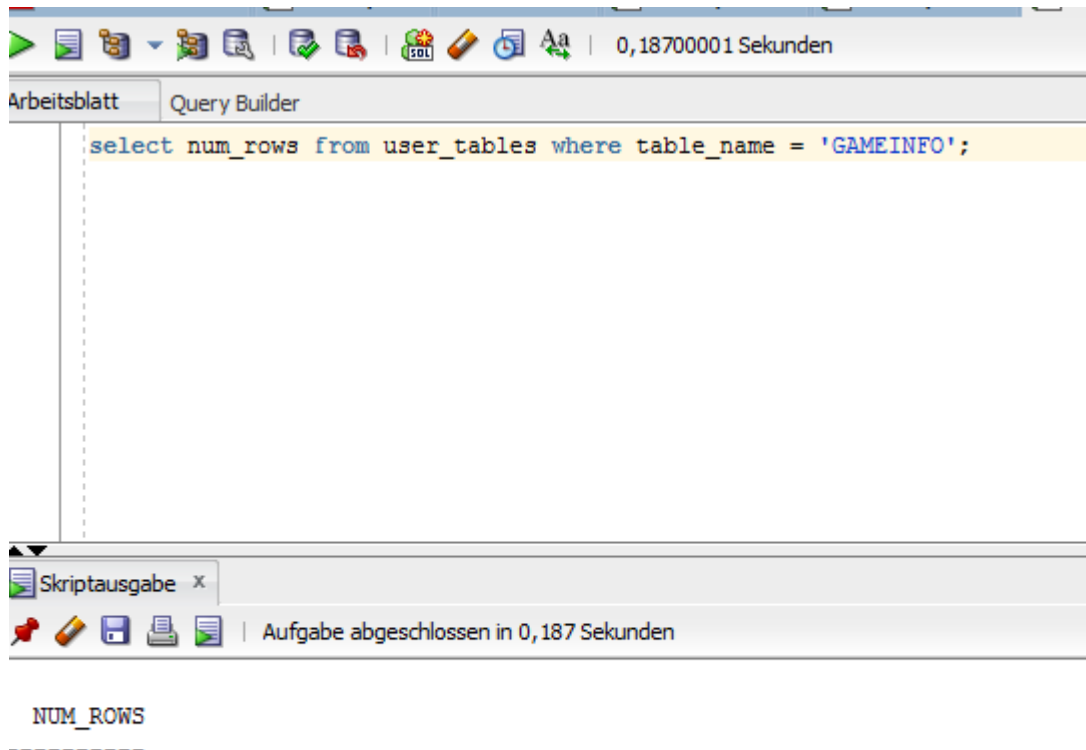 0,18700001 Sekunden
Arbeitsblatt Query Builder
select num_rows from user_tables where table_name = 'GAMEINFO';
Skriptausgabe x
Aufgabe abgeschlossen in 0,187 Sekunden
NUM_ROWS
----------